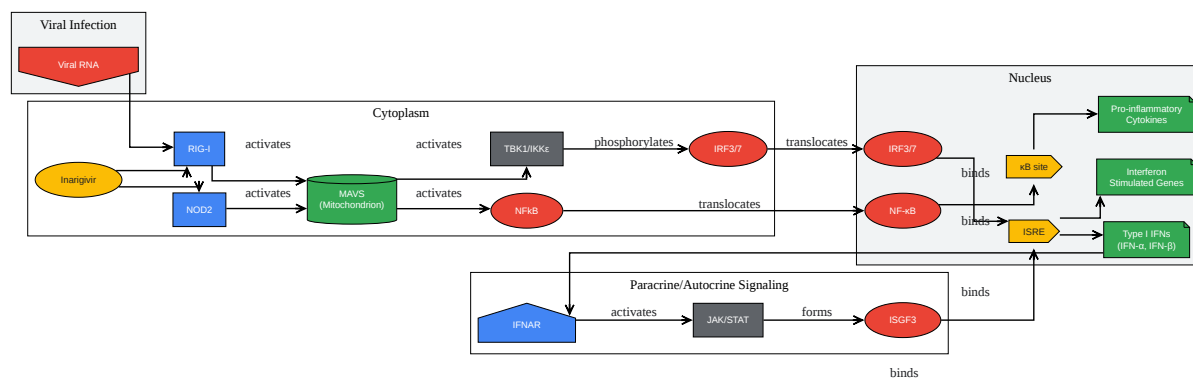 Viral Infection
Viral RNA
Cytoplasm
RIG-I
activates
activates
TBK1/IKKε
phosphorylates
IRF3/7
translocates
Inarigivir
NOD2
activates
MAVS
(Mitochondrion)
activates
NFkB
translocates
Nucleus
IRF3/7
binds
κB site
Pro-inflammatory
Cytokines
Interferon
Stimulated Genes
NF-κB
binds
ISRE
Type I IFNs
(IFN-α, IFN-β)
Paracrine/Autocrine Signaling
IFNAR
activates
JAK/STAT
forms
ISGF3
binds
binds